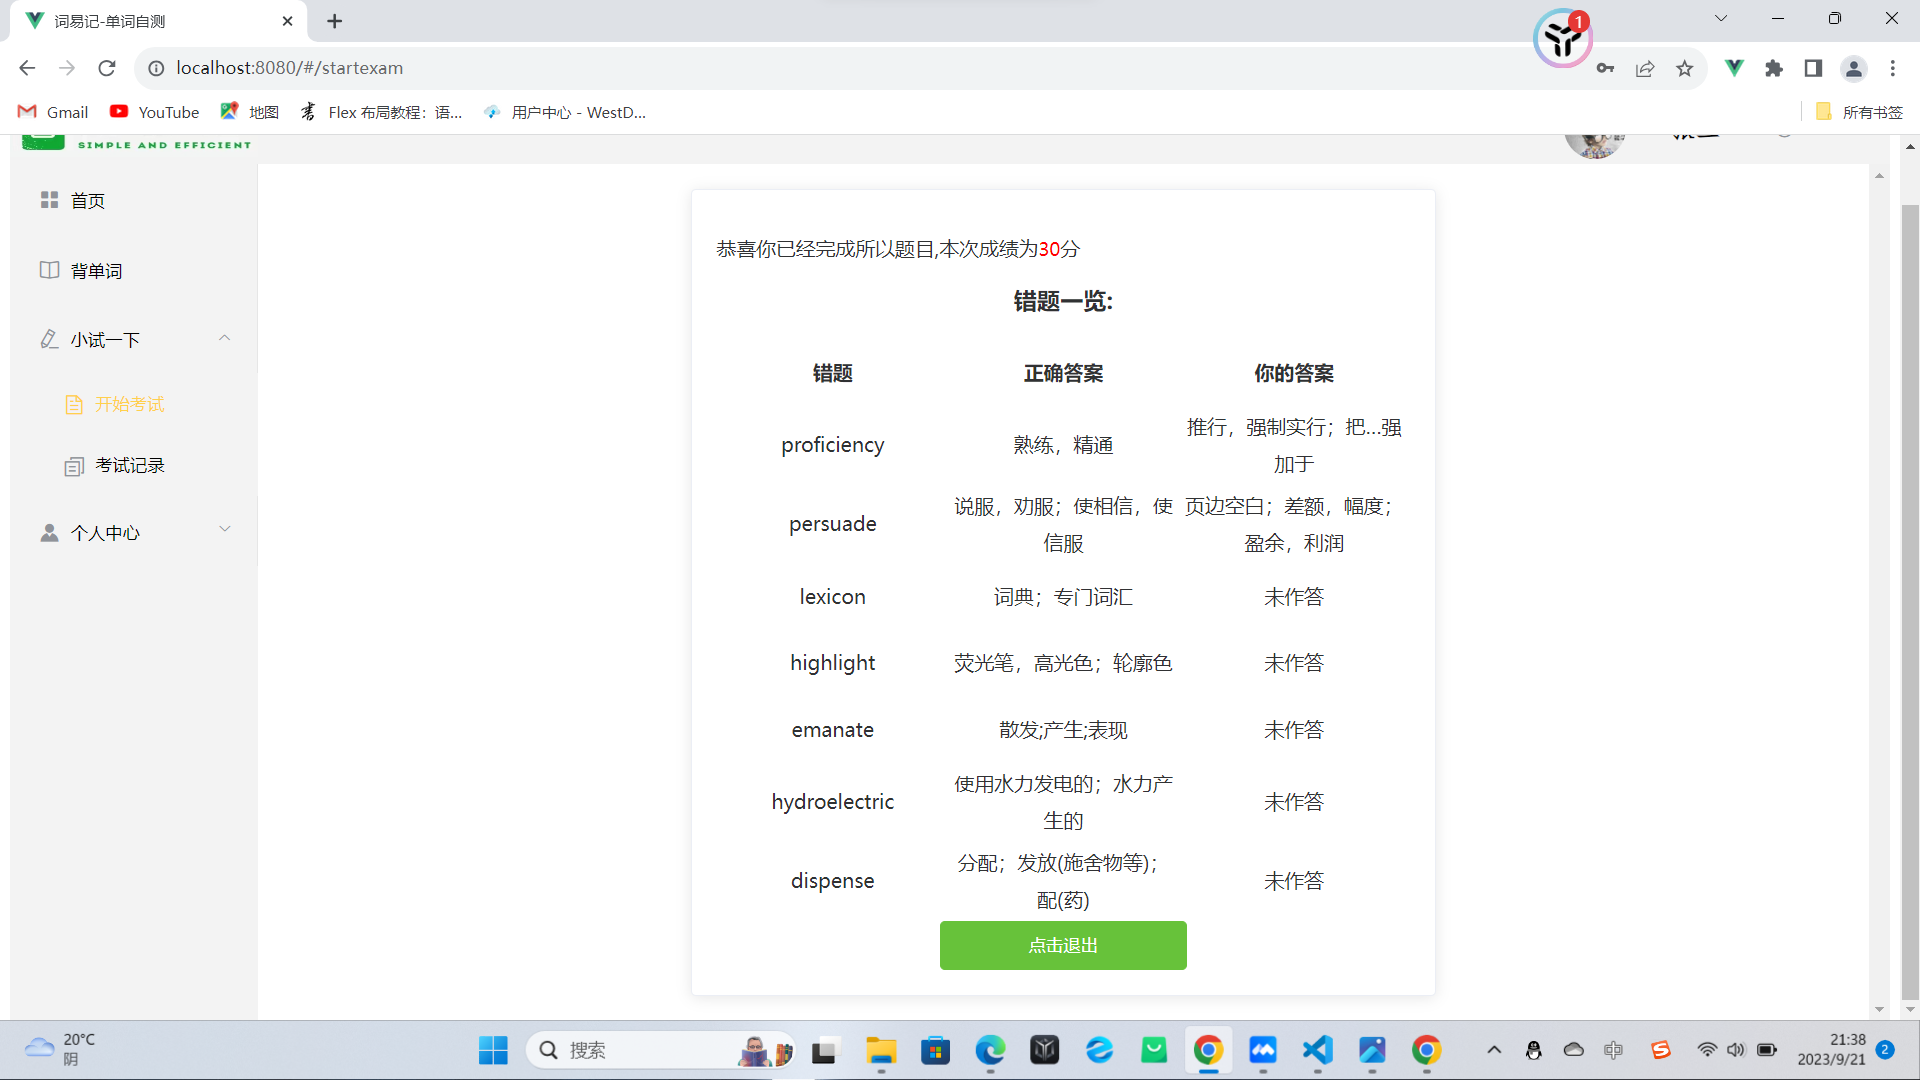 词易记-单词自测
1
localhost:8080/#/startexam
Gmail
YouTube
地图
Flex 布局教程：语...
用户中心 - WestD...
所有书签
SIMPLE AND EFFICIENT
首页
背单词
小试一下
开始考试
考试记录
个人中心
恭喜你已经完成所以题目,本次成绩为30分
错题一览:
错题 正确答案 你的答案
proficiency 熟练，精通 推行，强制实行；把...强
加于
persuade 说服，劝服；使相信，使 页边空白；差额，幅度；
信服 盈余，利润
lexicon 词典；专门词汇 未作答
highlight 荧光笔，高光色；轮廓色 未作答
emanate 散发;产生;表现 未作答
hydroelectric 使用水力发电的；水力产 未作答
生的
dispense 分配；发放(施舍物等)； 未作答
配(药)
点击退出
20°C
阴
搜索
中
21:38
2023/9/21
2